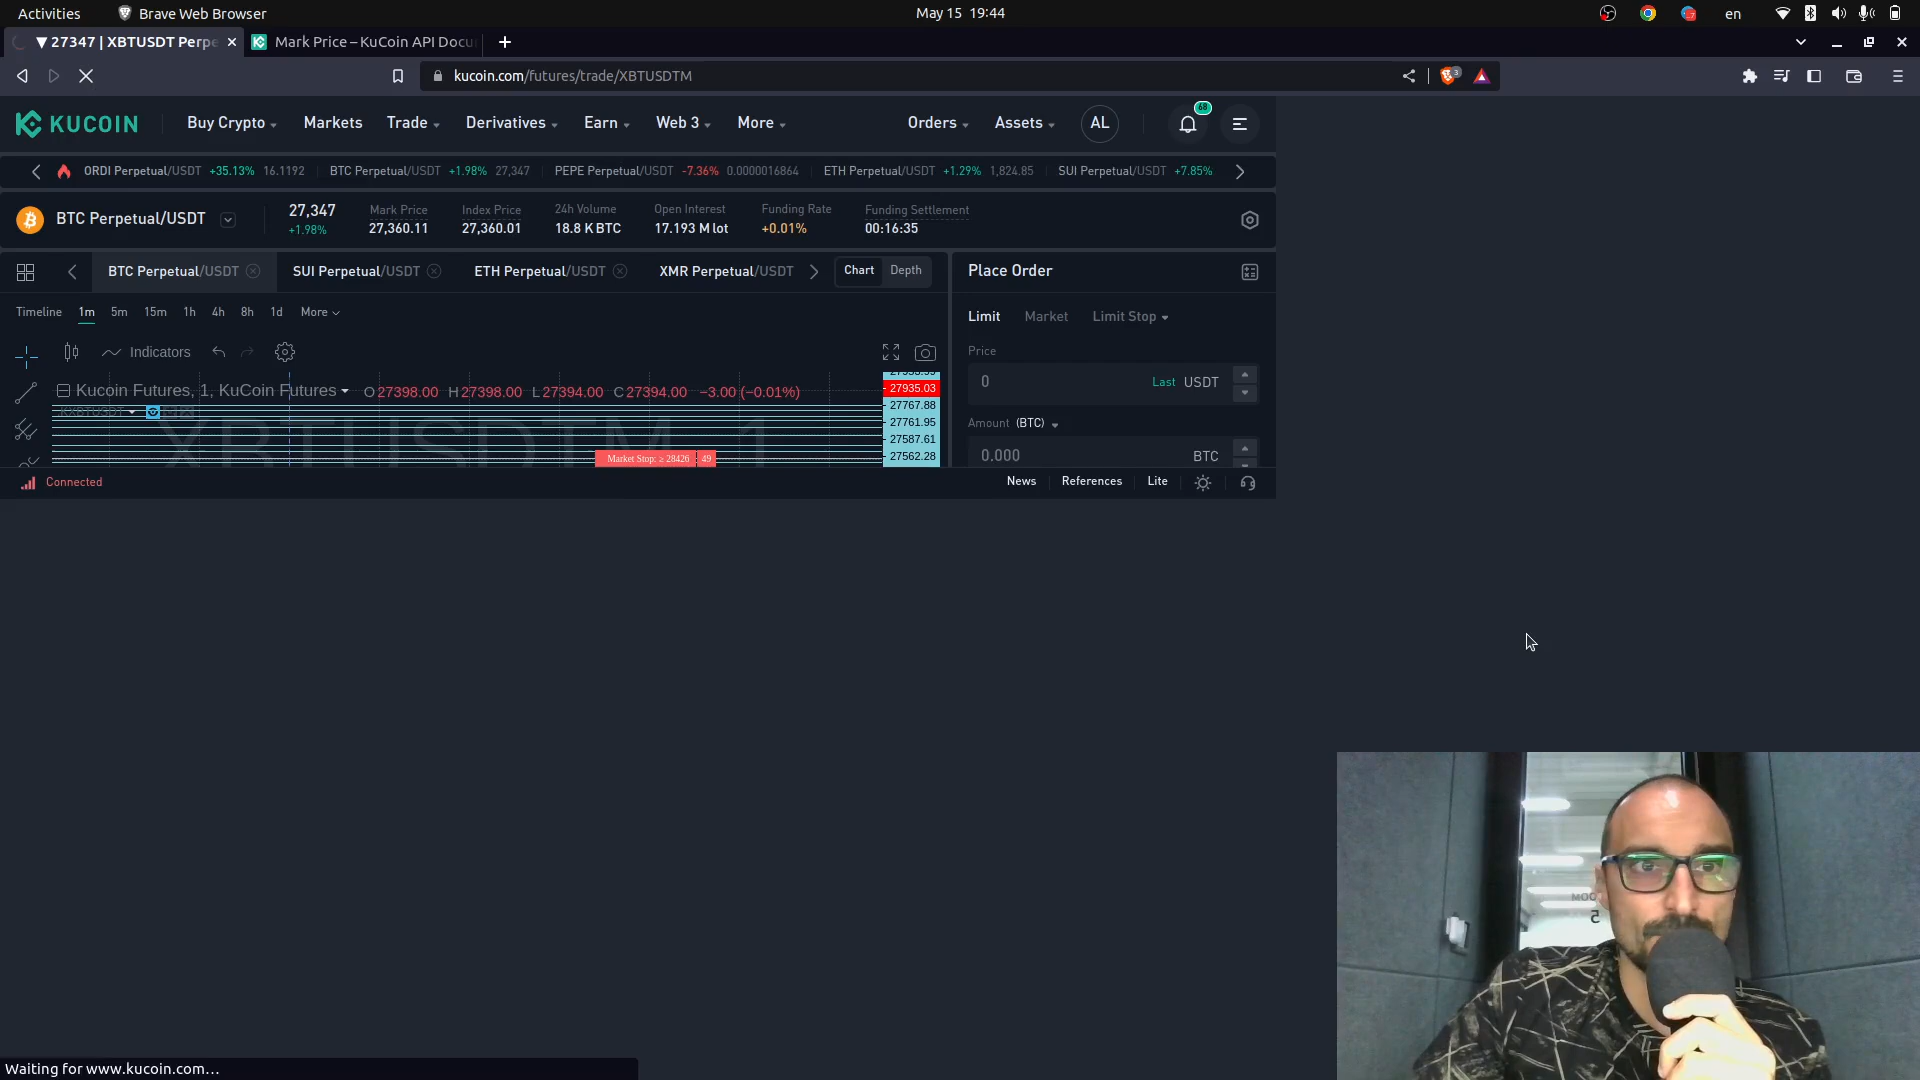 Activities Brave Web Browser May 15 19:44 en
▼ 27347 | XBTUSDT Perpe Mark Price – KuCoin API Docu
kucoin.com/futures/trade/XBTUSDTM 3
KUCOIN Buy Crypto Markets Trade Derivatives Earn Web 3 More Orders Assets AL 68
ORDI Perpetual/USDT +35.13% 16.1192 BTC Perpetual/USDT +1.98% 27,347 PEPE Perpetual/USDT -7.36% 0.0000016864 ETH Perpetual/USDT +1.29% 1,824.85 SUI Perpetual/USDT +7.85%
BTC Perpetual/USDT
27,347
+1.98%
Mark Price
27,360.11
Index Price
27,360.01
24h Volume
18.8 K BTC
Open Interest
17.193 M lot
Funding Rate
+0.01%
Funding Settlement
00:16:35
BTC Perpetual/USDT SUI Perpetual/USDT ETH Perpetual/USDT XMR Perpetual/USDT Chart Depth
Timeline 1m 5m 15m 1h 4h 8h 1d More
Indicators
Kucoin Futures, 1, KuCoin Futures O27398.00 H27398.00 L27394.00 C27394.00 −3.00 (−0.01%)
XBTUSDTM, 1
Market Stop: ≥ 28426 49
27935.03
27767.88
27761.95
27587.61
27562.28
Place Order
Limit Market Limit Stop
Price
0 Last USDT
Amount (BTC)
0.000 BTC
Connected News References Lite
5
Waiting for www.kucoin.com...